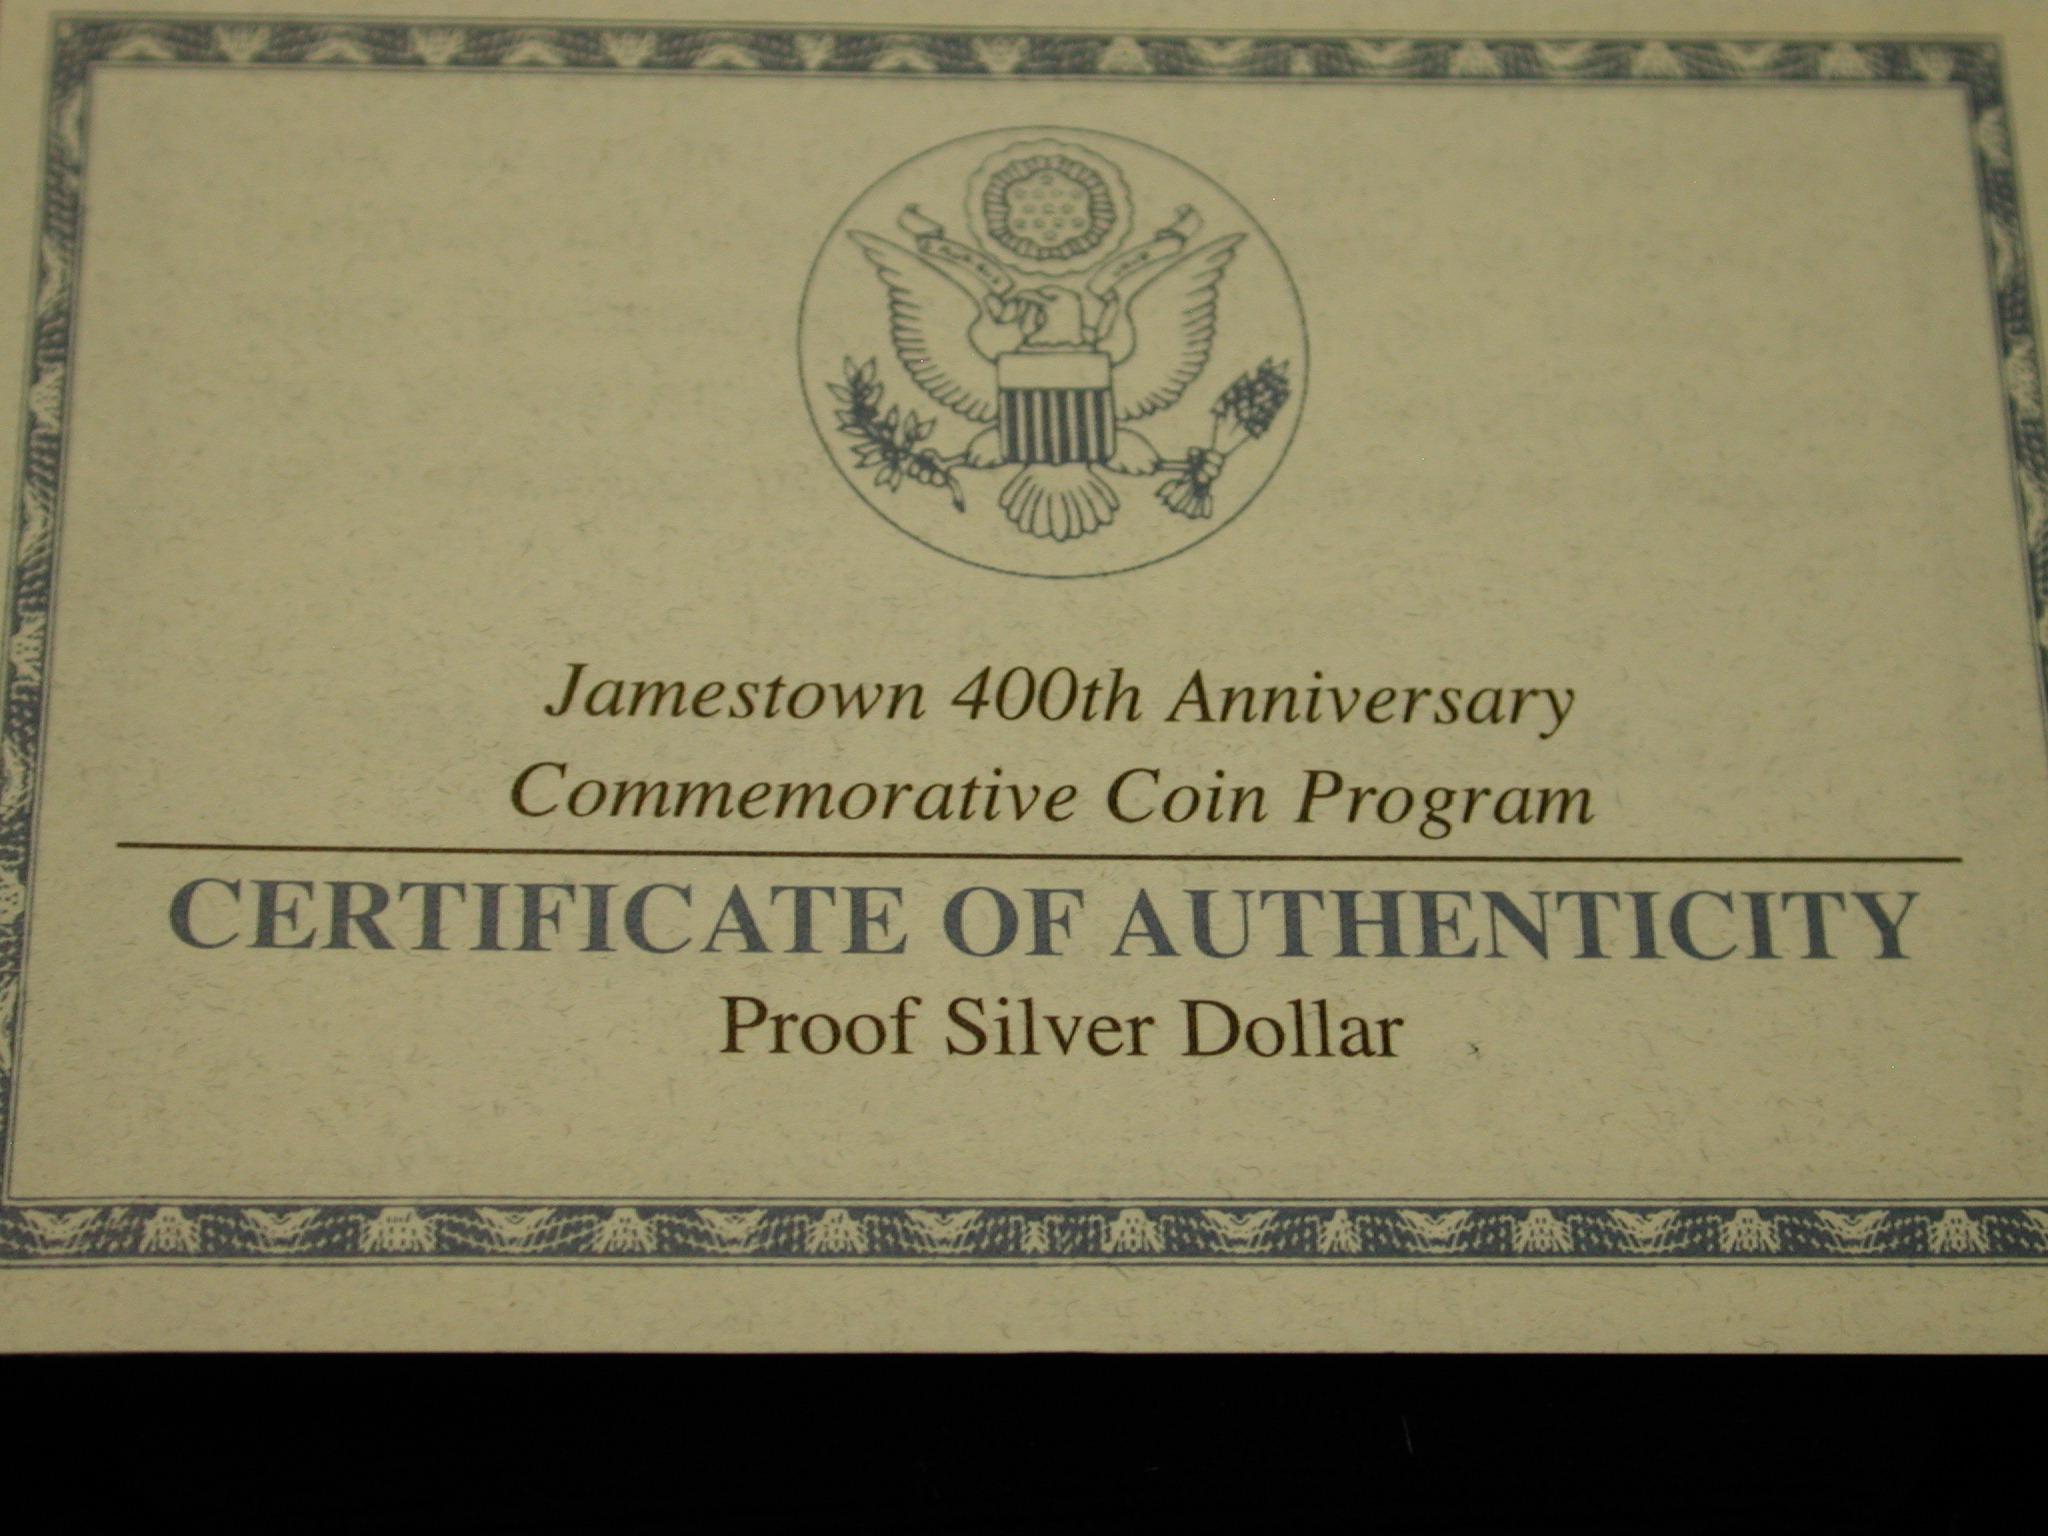 Jamestown 400th Anniversary
Commemorative Coin Program
CERTIFICATE OF AUTHENTICITY
Proof Silver Dollar